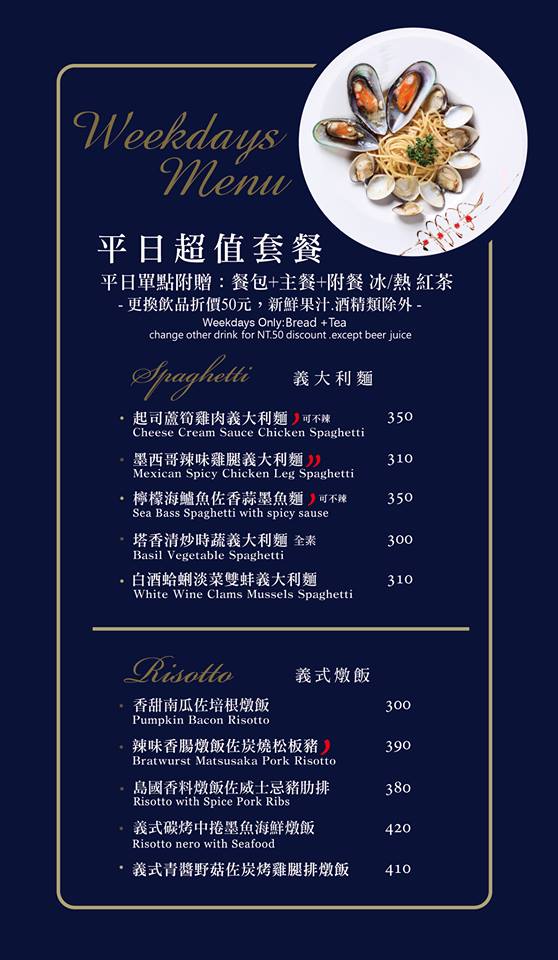 Weekdays
Menu
平日超值套餐
平日單點附贈：餐包+主餐+附餐 冰/熱 紅茶
- 更換飲品折價50元，新鮮果汁.酒精類除外 -
Weekdays Only:Bread +Tea
change other drink for NT.50 discount .except beer juice
Spaghetti 義大利麵
• 起司蘆筍雞肉義大利麵 可不辣 350
Cheese Cream Sauce Chicken Spaghetti
• 墨西哥辣味雞腿義大利麵 310
Mexican Spicy Chicken Leg Spaghetti
• 檸檬海鱸魚佐香蒜墨魚麵 可不辣 350
Sea Bass Spaghetti with spicy sause
• 塔香清炒時蔬義大利麵 全素 300
Basil Vegetable Spaghetti
• 白酒蛤蜊淡菜雙蚌義大利麵 310
White Wine Clams Mussels Spaghetti
Risotto 義式燉飯
• 香甜南瓜佐培根燉飯 300
Pumpkin Bacon Risotto
• 辣味香腸燉飯佐炭燒松板豬 390
Bratwurst Matsusaka Pork Risotto
• 島國香料燉飯佐威士忌豬肋排 380
Risotto with Spice Pork Ribs
• 義式碳烤中捲墨魚海鮮燉飯 420
Risotto nero with Seafood
• 義式青醬野菇佐炭烤雞腿排燉飯 410